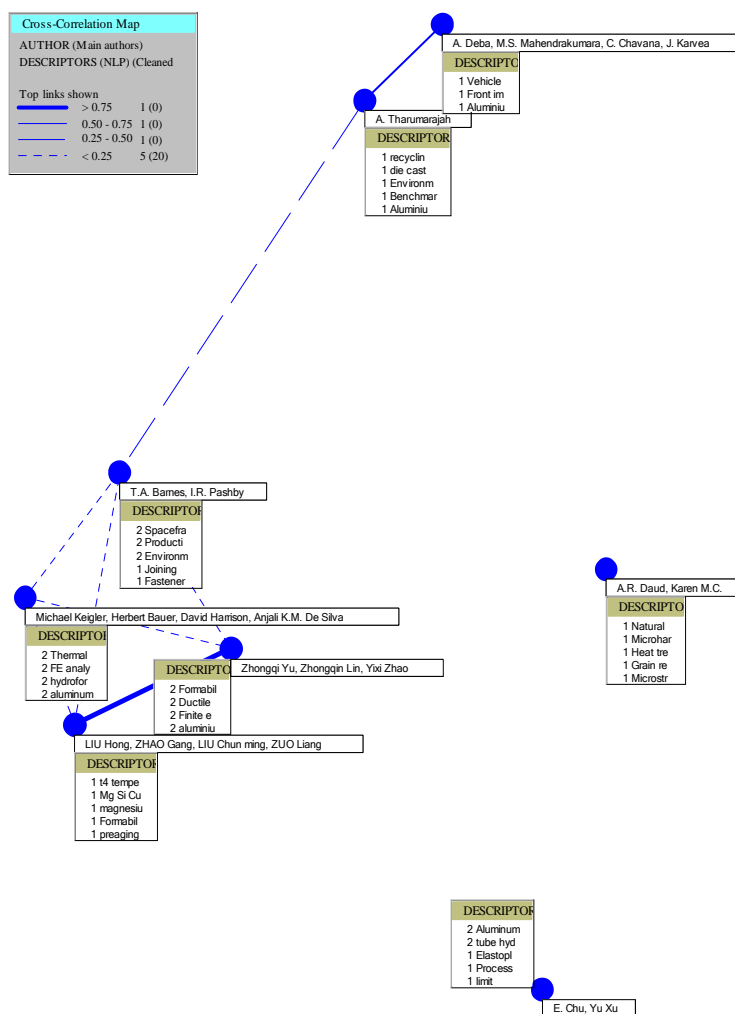 Cross-Correlation Map
AUTHOR (Main authors)
DESCRIPTORS (NLP) (Cleaned
Top links shown
> 0.75 1 (0)
0.50 - 0.75 1 (0)
0.25 - 0.50 1 (0)
< 0.25 5 (20)
A. Deba, M.S. Mahendrakumara, C. Chavana, J. Karvea
DESCRIPTO
1 Vehicle
1 Front im
1 Aluminiu
A. Tharumarajah
DESCRIPTOR
1 recyclin
1 die cast
1 Environm
1 Benchmar
1 Aluminiu
T.A. Barnes, I.R. Pashby
DESCRIPTOR
2 Spacefra
2 Producti
2 Environm
1 Joining
1 Fastener
A.R. Daud, Karen M.C.
DESCRIPTO
1 Natural
1 Microhar
1 Heat tre
1 Grain re
1 Microstr
Michael Keigler, Herbert Bauer, David Harrison, Anjali K.M. De Silva
DESCRIPTOR
2 Thermal
2 FE analy
2 hydrofor
2 aluminum
Zhongqi Yu, Zhongqin Lin, Yixi Zhao
DESCRIPTO
2 Formabil
2 Ductile
2 Finite e
2 aluminiu
LIU Hong, ZHAO Gang, LIU Chun ming, ZUO Liang
DESCRIPTOR
1 t4 tempe
1 Mg Si Cu
1 magnesiu
1 Formabil
1 preaging
DESCRIPTOR
2 Aluminum
2 tube hyd
1 Elastopl
1 Process
1 limit
E. Chu, Yu Xu